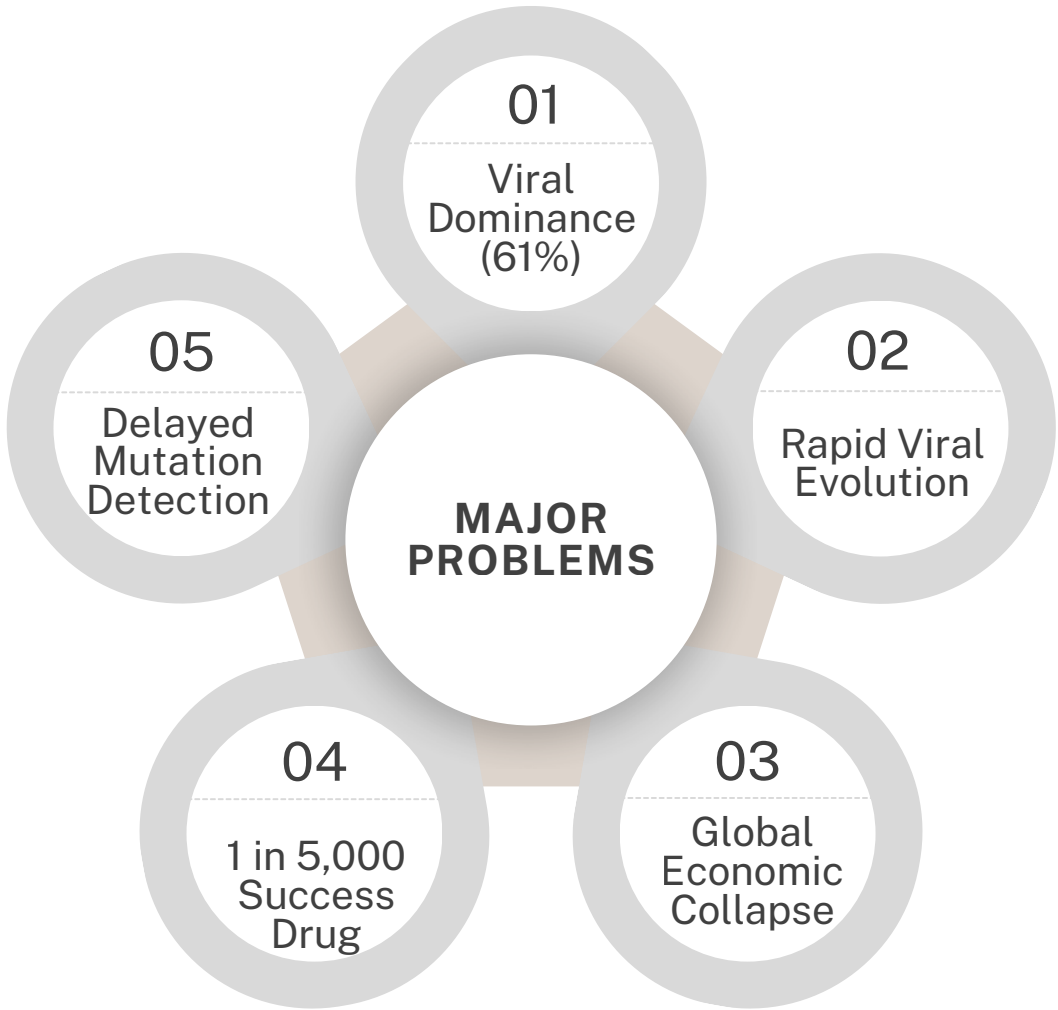 MAJOR
PROBLEMS
01
Viral
Dominance
(61%)
02
Rapid Viral
Evolution
03
Global
Economic
Collapse
04
1 in 5,000
Success
Drug
05
Delayed
Mutation
Detection